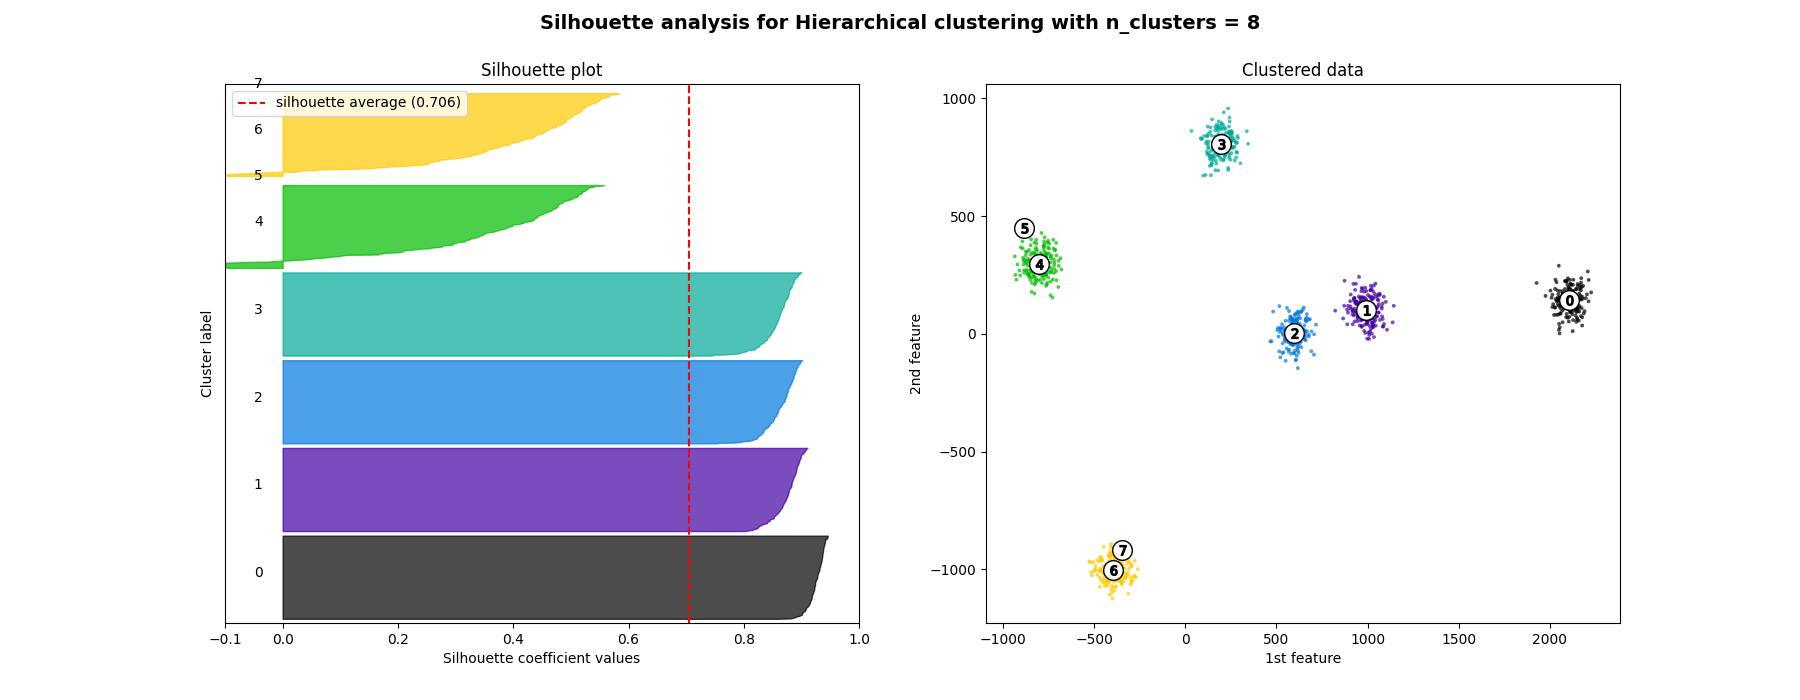 Silhouette analysis for Hierarchical clustering with n_clusters = 8
Silhouette plot
silhouette average (0.706)
7
6
5
4
3
2
1
0
Cluster label
−0.1 0.0 0.2 0.4 0.6 0.8 1.0
Silhouette coefficient values
Clustered data
1000
500
0
−500
−1000
2nd feature
3
5
4
0
1
2
7
6
−1000 −500 0 500 1000 1500 2000
1st feature